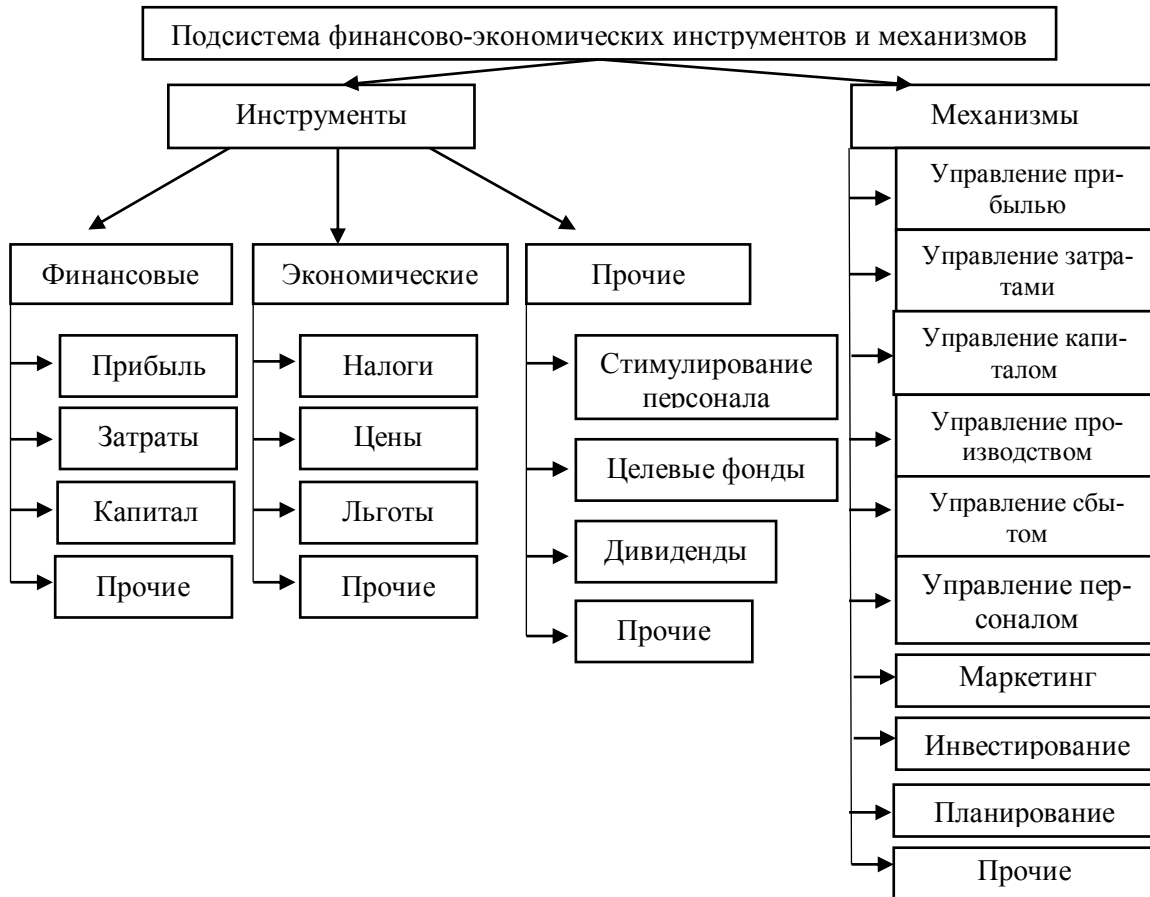 Подсистема финансово-экономических инструментов и механизмов
Инструменты
Механизмы
Финансовые
Прибыль
Затраты
Капитал
Прочие
Экономические
Налоги
Цены
Льготы
Прочие
Прочие
Стимулирование
персонала
Целевые фонды
Дивиденды
Прочие
Управление при-
былью
Управление затра-
тами
Управление капи-
талом
Управление про-
изводством
Управление сбы-
том
Управление пер-
соналом
Маркетинг
Инвестирование
Планирование
Прочие